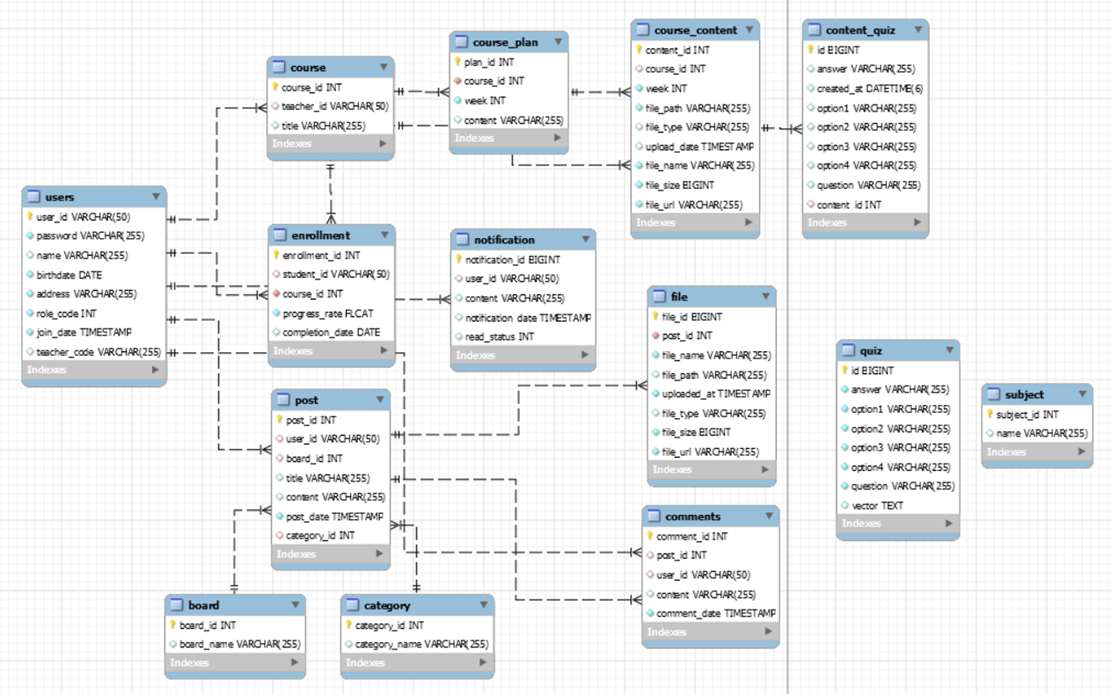 users
user_id VARCHAR(50)
password VARCHAR(255)
name VARCHAR(255)
birthdate DATE
address VARCHAR(255)
role_code INT
join_date TIMESTAMP
teacher_code VARCHAR(255)
Indexes
course
course_id INT
teacher_id VARCHAR(50)
title VARCHAR(255)
Indexes
course_plan
plan_id INT
course_id INT
week INT
content VARCHAR(255)
Indexes
course_content
content_id INT
course_id INT
week INT
file_path VARCHAR(255)
file_type VARCHAR(255)
upload_date TIMESTAMP
file_name VARCHAR(255)
file_size BIGINT
file_url VARCHAR(255)
Indexes
content_quiz
id BIGINT
answer VARCHAR(255)
created_at DATETIME(6)
option1 VARCHAR(255)
option2 VARCHAR(255)
option3 VARCHAR(255)
option4 VARCHAR(255)
question VARCHAR(255)
content_id INT
Indexes
enrollment
enrollment_id INT
student_id VARCHAR(50)
course_id INT
progress_rate FLOAT
completion_date DATE
Indexes
notification
notification_id BIGINT
user_id VARCHAR(50)
content VARCHAR(255)
notification_date TIMESTAMP
read_status INT
Indexes
file
file_id BIGINT
post_id INT
file_name VARCHAR(255)
file_path VARCHAR(255)
uploaded_at TIMESTAMP
file_type VARCHAR(255)
file_size BIGINT
file_url VARCHAR(255)
Indexes
quiz
id BIGINT
answer VARCHAR(255)
option1 VARCHAR(255)
option2 VARCHAR(255)
option3 VARCHAR(255)
option4 VARCHAR(255)
question VARCHAR(255)
vector TEXT
Indexes
subject
subject_id INT
name VARCHAR(255)
Indexes
post
post_id INT
user_id VARCHAR(50)
board_id INT
title VARCHAR(255)
content VARCHAR(255)
post_date TIMESTAMP
category_id INT
Indexes
comments
comment_id INT
post_id INT
user_id VARCHAR(50)
content VARCHAR(255)
comment_date TIMESTAMP
Indexes
board
board_id INT
board_name VARCHAR(255)
Indexes
category
category_id INT
category_name VARCHAR(255)
Indexes